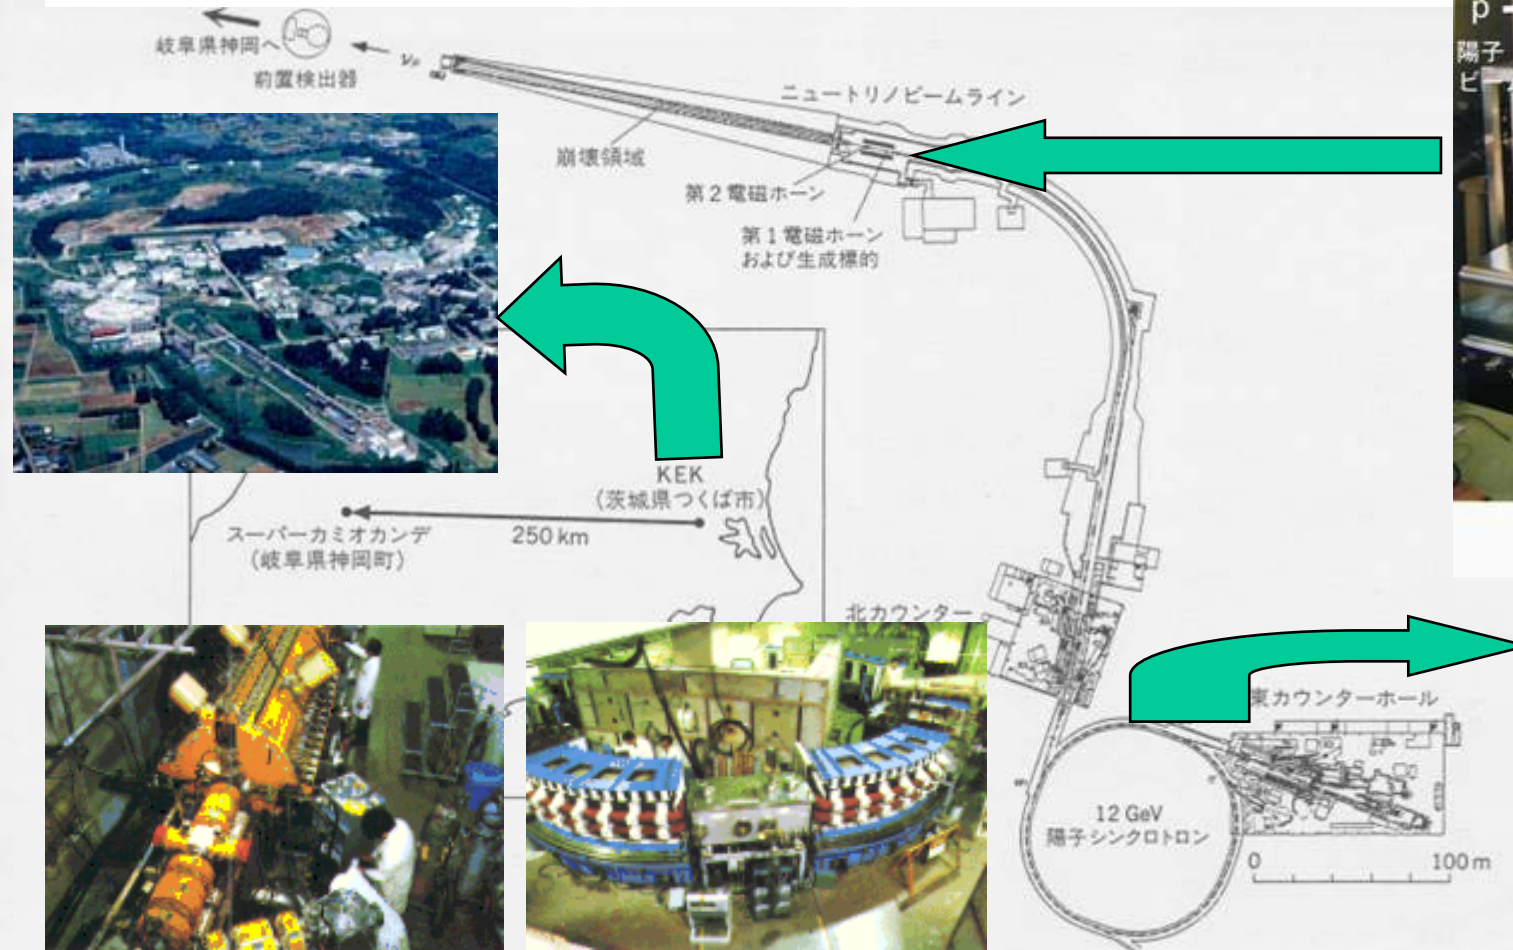 岐阜県神岡へ
前置検出器
νμ
ニュートリノビームライン
崩壊領域
第2電磁ホーン
第1電磁ホーン
および生成標的
p
陽子
ビー
KEK
(茨城県つくば市)
250 km
スーパーカミオカンデ
(岐阜県神岡町)
北カウンター
東カウンターホール
12 GeV
陽子シンクロトロン
0 100 m